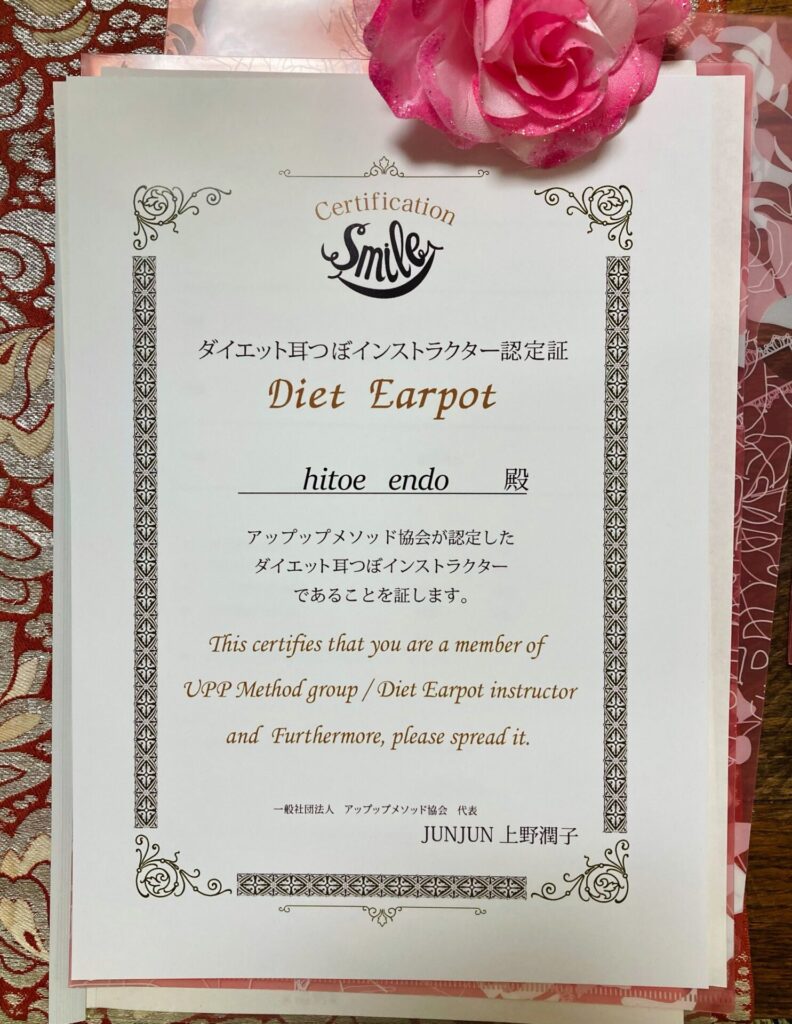 Certification
Smile
ダイエット耳つぼインストラクター認定証
Diet Earpot
hitoe endo 殿
アップップメソッド協会が認定した
ダイエット耳つぼインストラクター
であることを証します。
This certifies that you are a member of
UPP Method group / Diet Earpot instructor
and Furthermore, please spread it.
一般社団法人 アップップメソッド協会 代表
JUNJUN 上野潤子